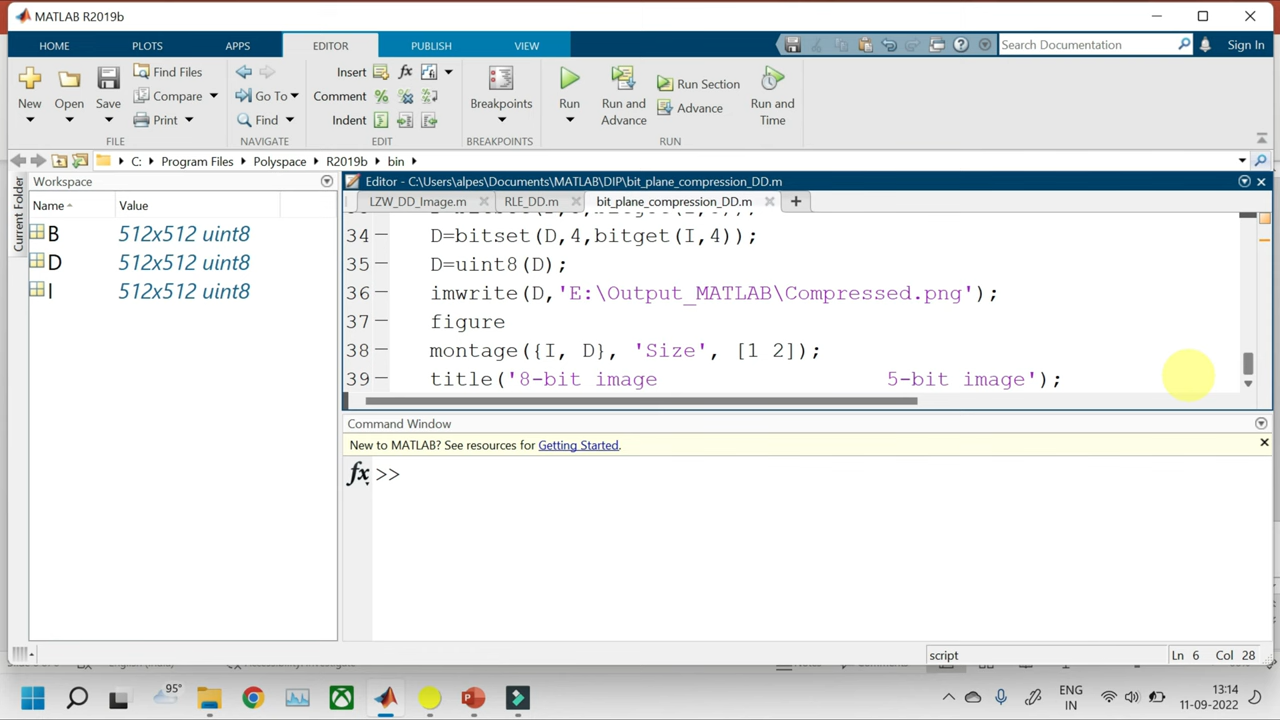 MATLAB R2019b
HOME PLOTS APPS EDITOR PUBLISH VIEW
Search Documentation
Sign In
New
Open
Save
Find Files
Compare
Print
Go To
Find
Insert
Comment
Indent
Breakpoints
Run
Run and Advance
Run Section
Advance
Run and Time
FILE NAVIGATE EDIT BREAKPOINTS RUN
C: Program Files Polyspace R2019b bin
Current Folder
Workspace
Name Value
B 512x512 uint8
D 512x512 uint8
I 512x512 uint8
Editor - C:\Users\alpes\Documents\MATLAB\DIP\bit_plane_compression_DD.m
LZW_DD_Image.m RLE_DD.m bit_plane_compression_DD.m +
34 D=bitset(D,4,bitget(I,4));
35 D=uint8(D);
36 imwrite(D,'E:\Output_MATLAB\Compressed.png');
37 figure
38 montage({I, D}, 'Size', [1 2]);
39 title('8-bit image 5-bit image');
Command Window
New to MATLAB? See resources for Getting Started.
fx >>
script
Ln 6 Col 28
95°
ENG
IN
13:14
11-09-2022